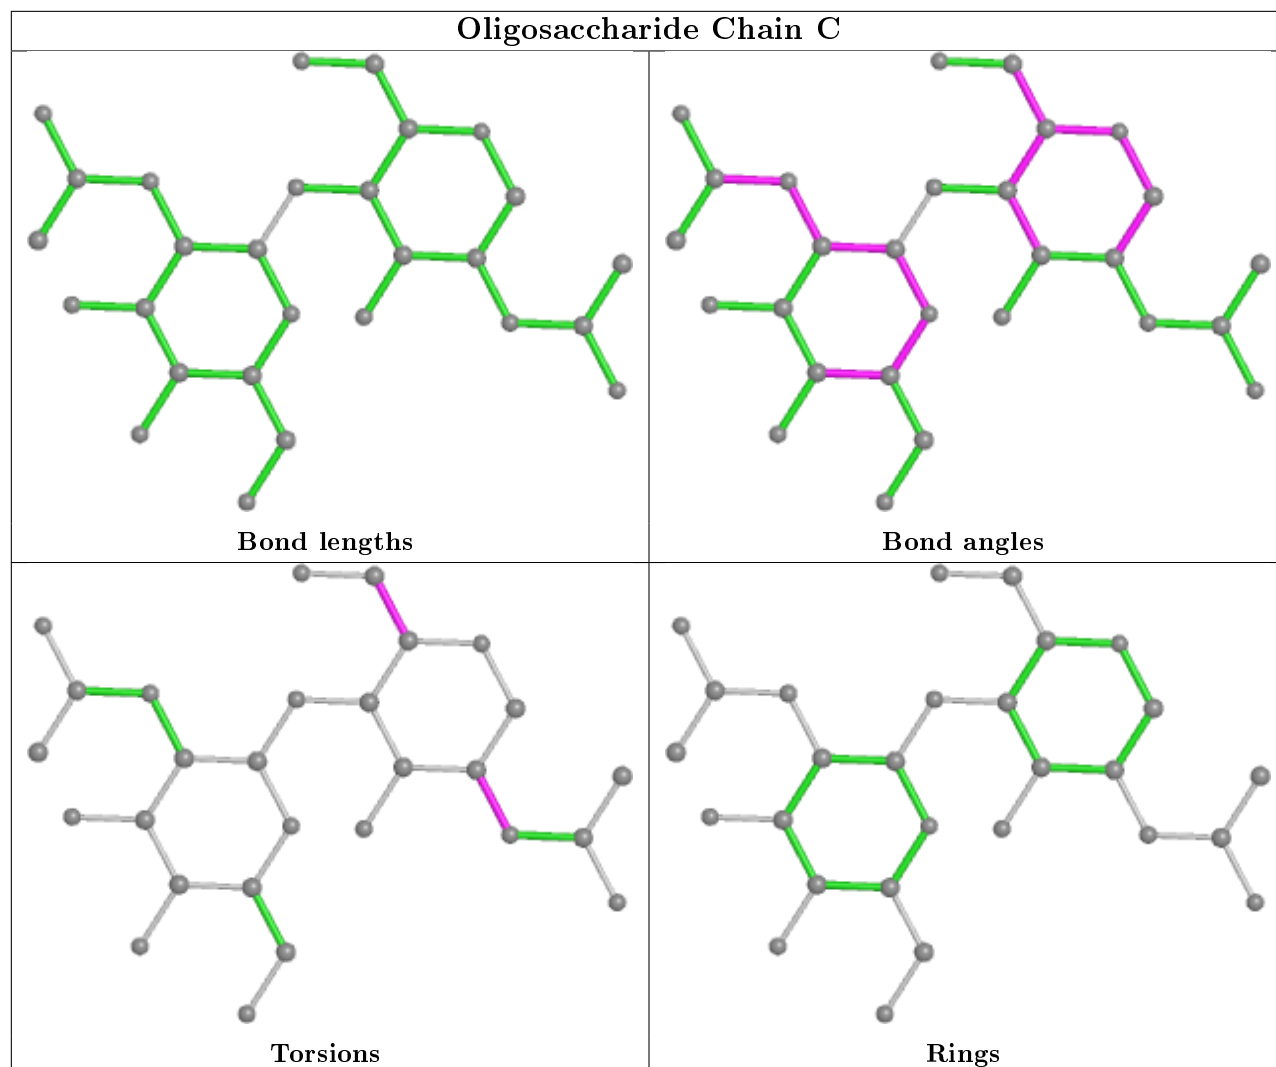 Oligosaccharide Chain C
Bond lengths
Bond angles
Torsions
Rings